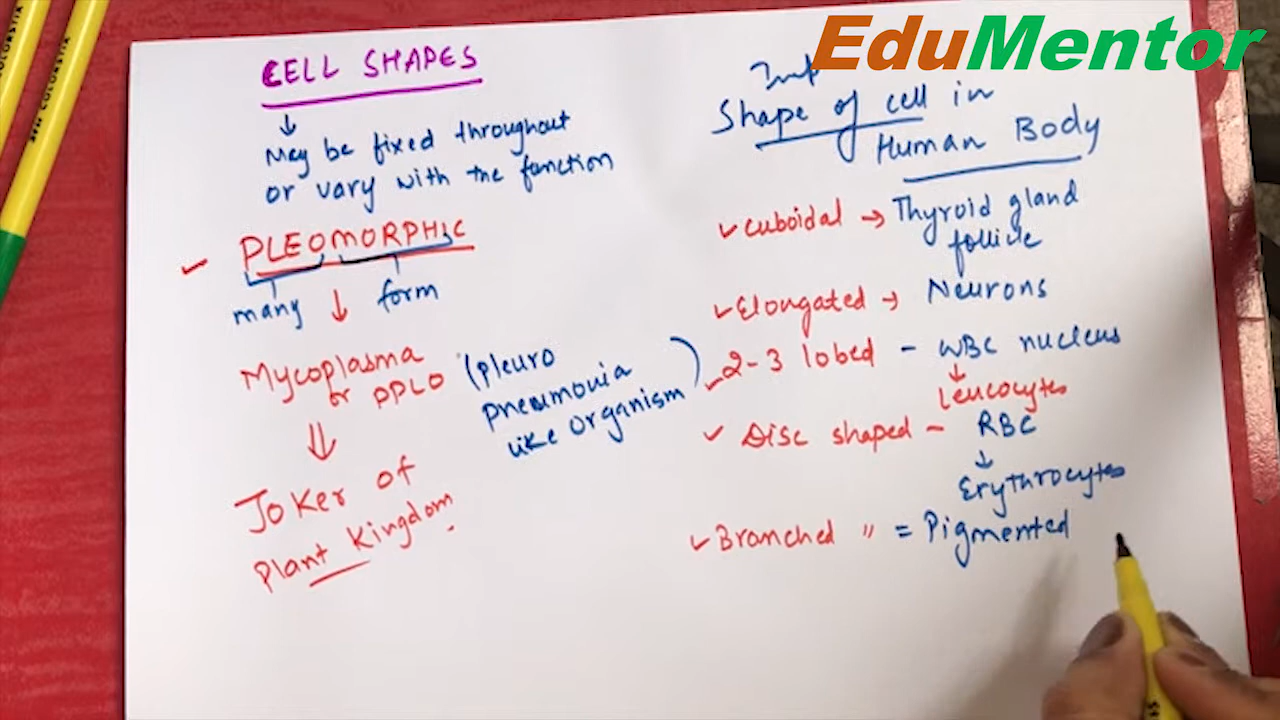 EduMentor
CELL SHAPES
↓
May be fixed throughout
or vary with the function
✓ PLEOMORPHIC
many ↓ form
Mycoplasma
or PPLO (pleuro
pneumonia
like organism)
⇓
Joker of
Plant Kingdom
Imp
Shape of cell in
Human Body
✓ Cuboidal → Thyroid gland
follicle
✓ Elongated → Neurons
✓ 2-3 lobed - WBC nucleus
↓
Leucocytes
✓ Disc shaped - RBC
↓
Erythrocytes
✓ Branched " = Pigmented